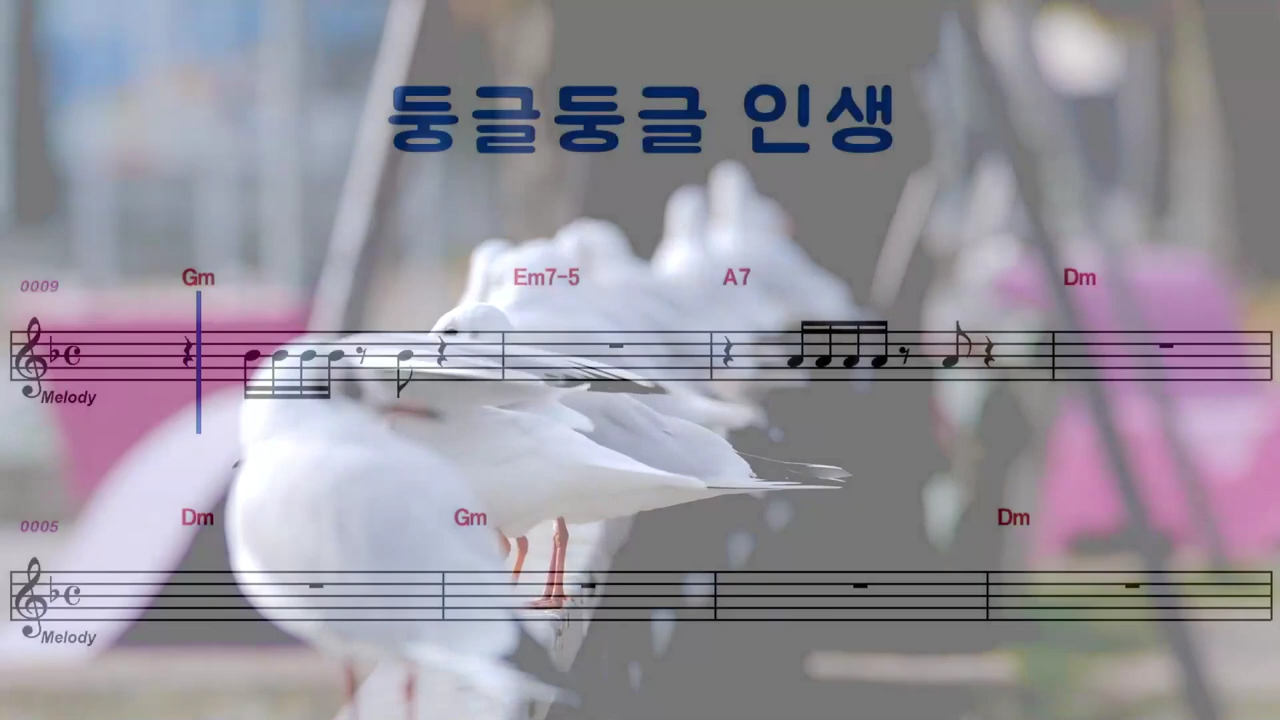 둥글둥글 인생
Gm Em7-5 A7 Dm
0009
Melody
Dm Gm Dm
0005
Melody